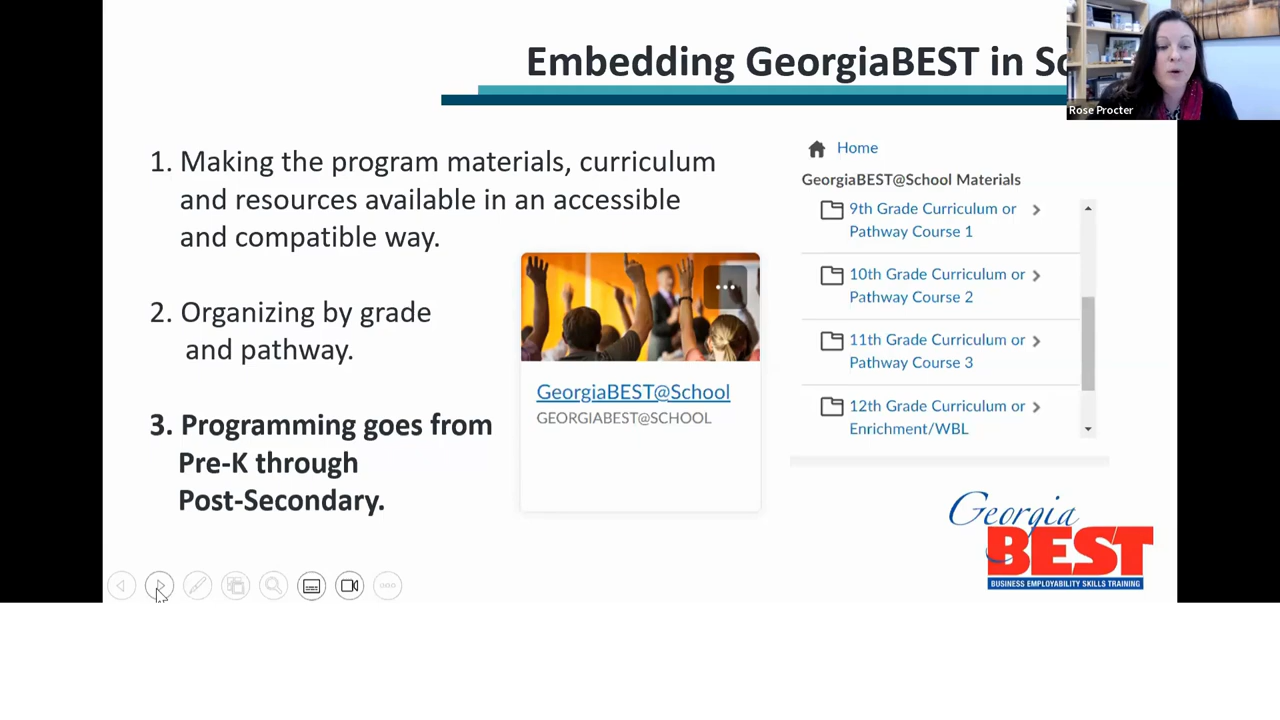 Embedding GeorgiaBEST in Sc
Rose Procter
1. Making the program materials, curriculum
and resources available in an accessible
and compatible way.
2. Organizing by grade
and pathway.
3. Programming goes from
Pre-K through
Post-Secondary.
GeorgiaBEST@School
GEORGIABEST@SCHOOL
Home
GeorgiaBEST@School Materials
9th Grade Curriculum or
Pathway Course 1
10th Grade Curriculum or
Pathway Course 2
11th Grade Curriculum or
Pathway Course 3
12th Grade Curriculum or
Enrichment/WBL
Georgia
BEST
BUSINESS EMPLOYABILITY SKILLS TRAINING